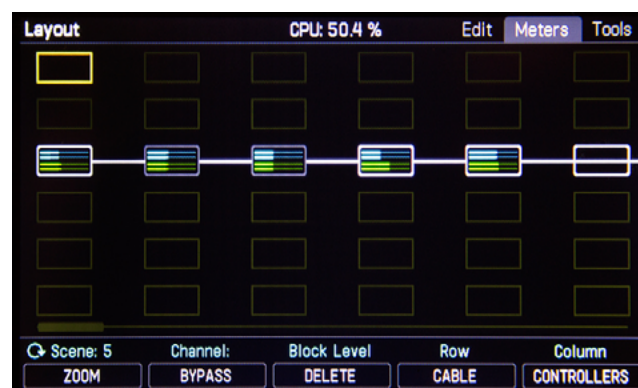 Layout CPU: 50.4 % Edit Meters Tools
Scene: 5 Channel: Block Level Row Column
ZOOM BYPASS DELETE CABLE CONTROLLERS